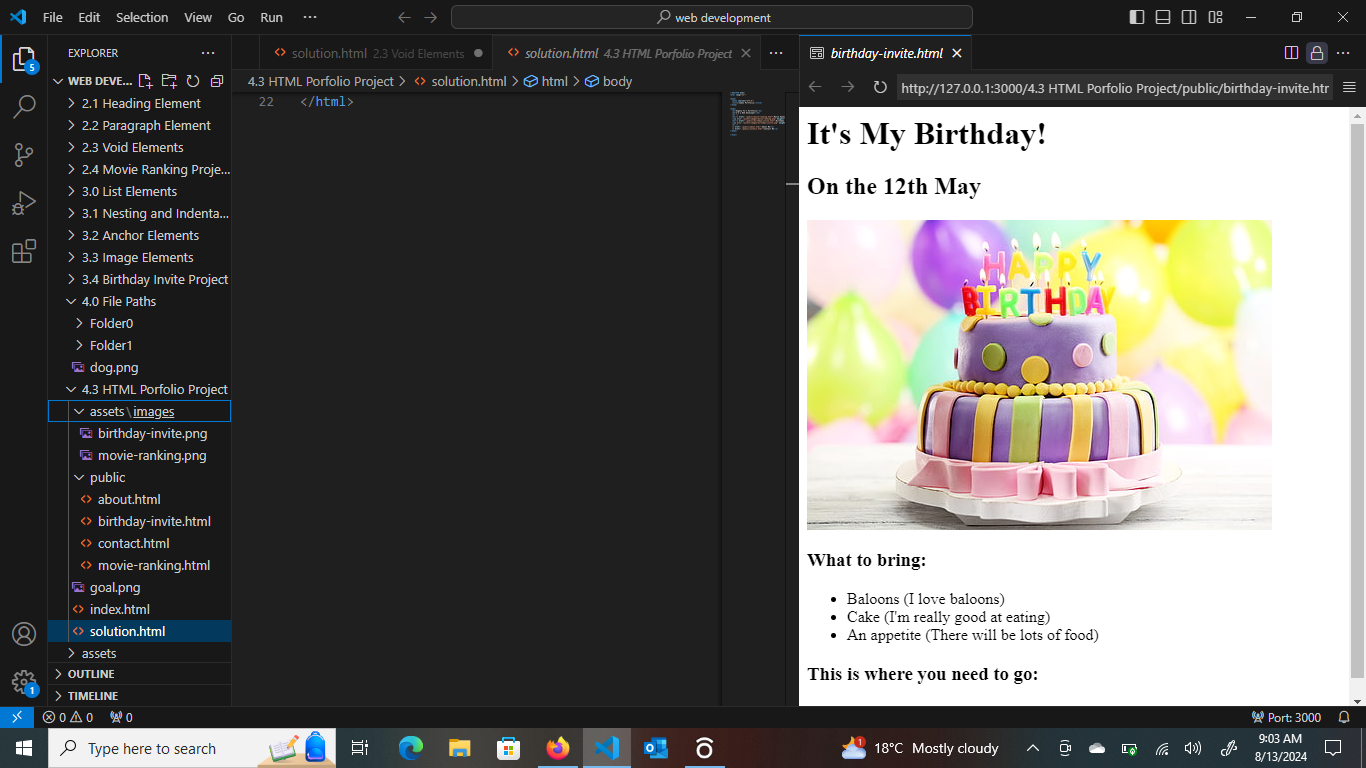 File Edit Selection View Go Run ··· web development
EXPLORER ···
WEB DEVE...
2.1 Heading Element
2.2 Paragraph Element
2.3 Void Elements
2.4 Movie Ranking Proje...
3.0 List Elements
3.1 Nesting and Indenta...
3.2 Anchor Elements
3.3 Image Elements
3.4 Birthday Invite Project
4.0 File Paths
Folder0
Folder1
dog.png
4.3 HTML Porfolio Project
assets\images
birthday-invite.png
movie-ranking.png
public
about.html
birthday-invite.html
contact.html
movie-ranking.html
goal.png
index.html
solution.html
assets
OUTLINE
TIMELINE
5
1
solution.html 2.3 Void Elements
solution.html 4.3 HTML Porfolio Project
4.3 HTML Porfolio Project > solution.html > html > body
22 </html>
birthday-invite.html
http://127.0.0.1:3000/4.3 HTML Porfolio Project/public/birthday-invite.htr
It's My Birthday!
On the 12th May
HAPPY
BIRTHDAY
What to bring:
Baloons (I love baloons)
Cake (I'm really good at eating)
An appetite (There will be lots of food)
This is where you need to go:
0 0 0 Port: 3000
Type here to search
1 18°C Mostly cloudy
9:03 AM
8/13/2024